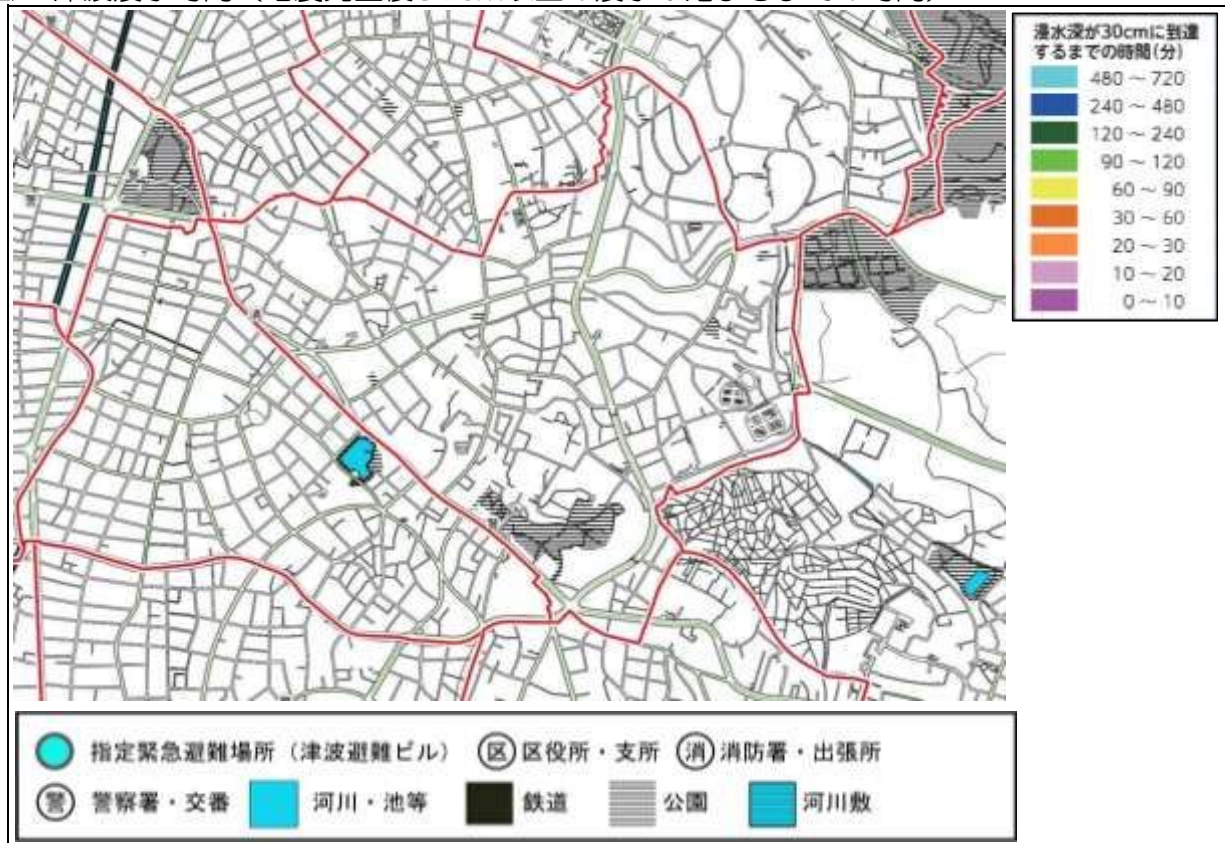 浸水深が30cmに到達
するまでの時間（分）
480 ～ 720
240 ～ 480
120 ～ 240
90 ～ 120
60 ～ 90
30 ～ 60
20 ～ 30
10 ～ 20
0 ～ 10
指定緊急避難場所（津波避難ビル） 区 区役所・支所 消 消防署・出張所
警 警察署・交番 河川・池等 鉄道 公園 河川敷